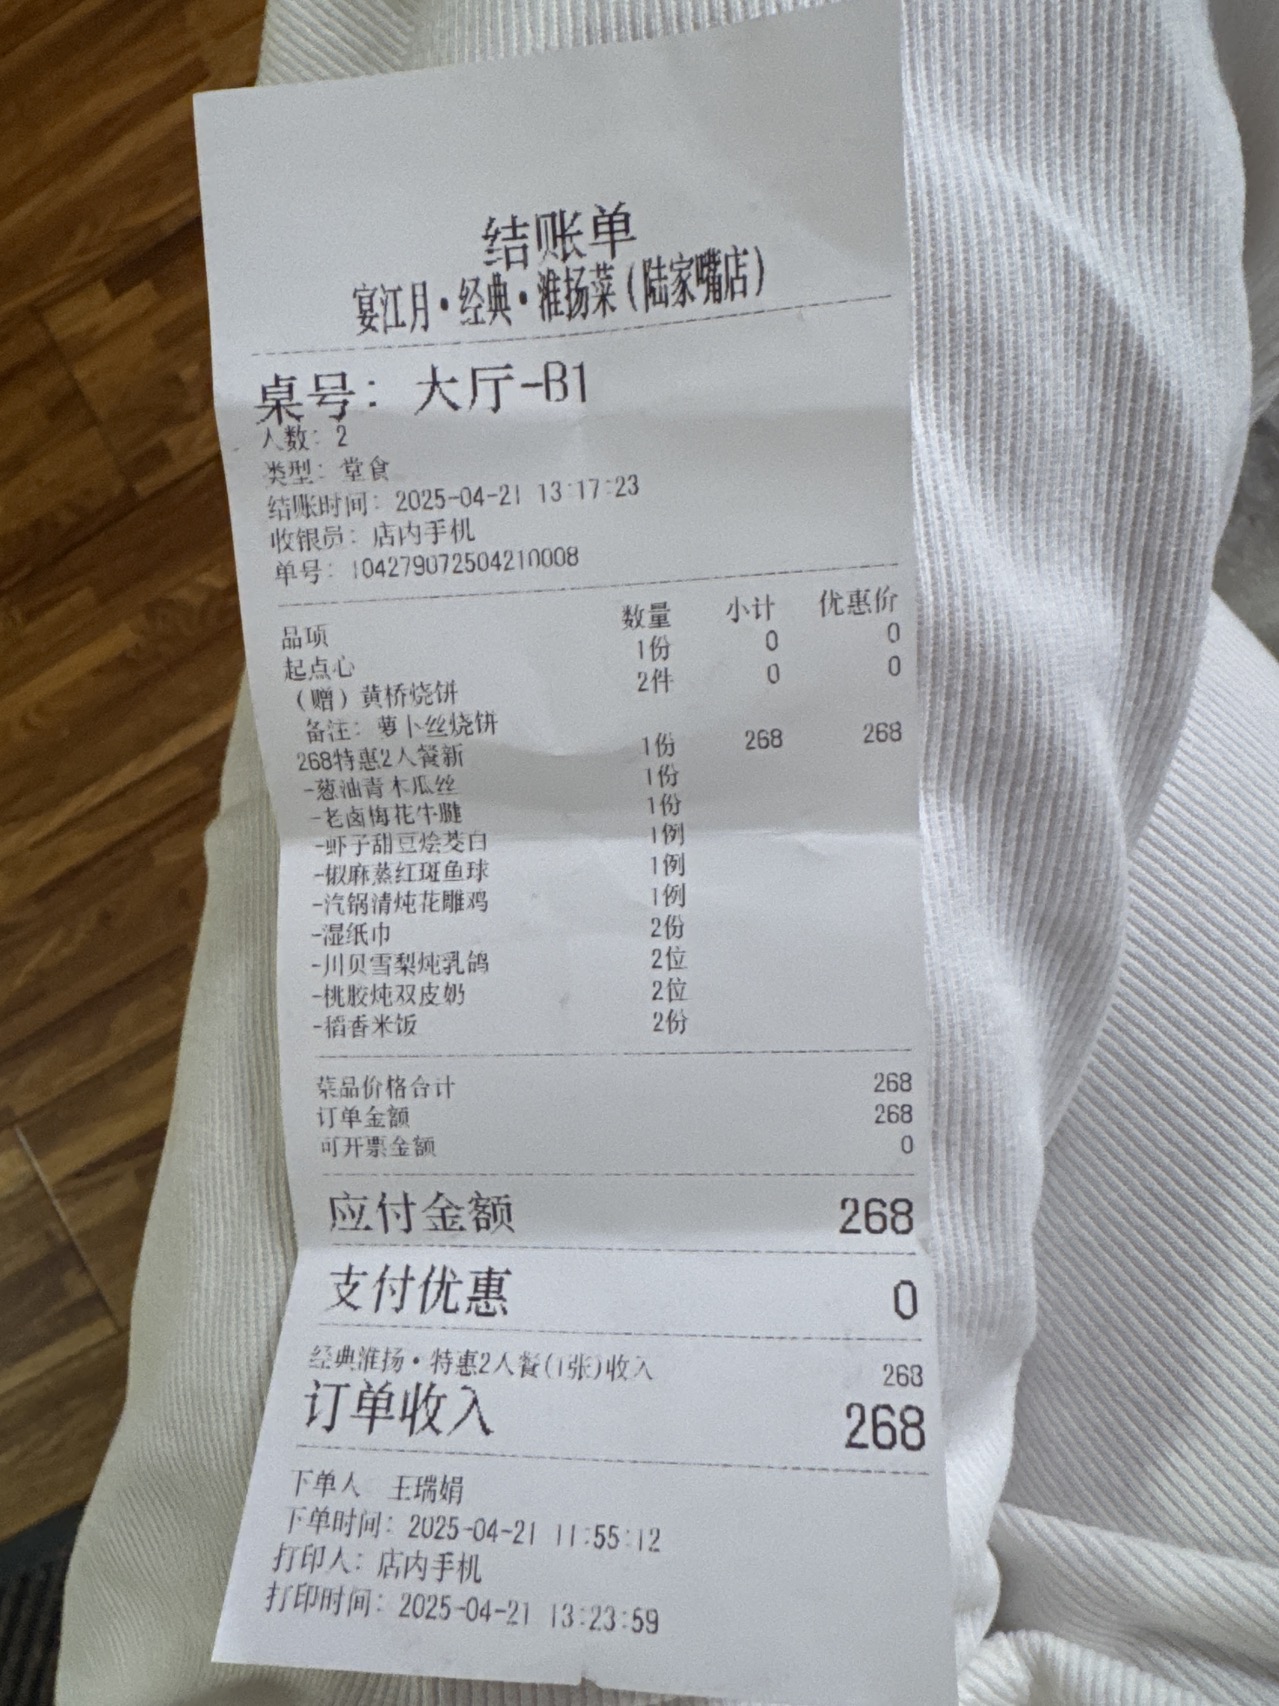 结账单
宴江月·经典·淮扬菜(陆家嘴店)
桌号: 大厅-B1
人数: 2
类型: 堂食
结账时间: 2025-04-21 13:17:23
收银员: 店内手机
单号: 104279072504210008
品项 数量 小计 优惠价
起点心 1份 0 0
(赠)黄桥烧饼 2件 0 0
备注: 萝卜丝烧饼
268特惠2人餐新 1份 268 268
-葱油青木瓜丝 1份
-老卤梅花牛腱 1份
-虾子甜豆烩茭白 1例
-椒麻蒸红斑鱼球 1例
-汽锅清炖花雕鸡 1例
-湿纸巾 2份
-川贝雪梨炖乳鸽 2位
-桃胶炖双皮奶 2位
-稻香米饭 2份
菜品价格合计 268
订单金额 268
可开票金额 0
应付金额 268
支付优惠 0
经典淮扬·特惠2人餐(1张)收入 268
订单收入 268
下单人 王瑞娟
下单时间: 2025-04-21 11:55:12
打印人: 店内手机
打印时间: 2025-04-21 13:23:59